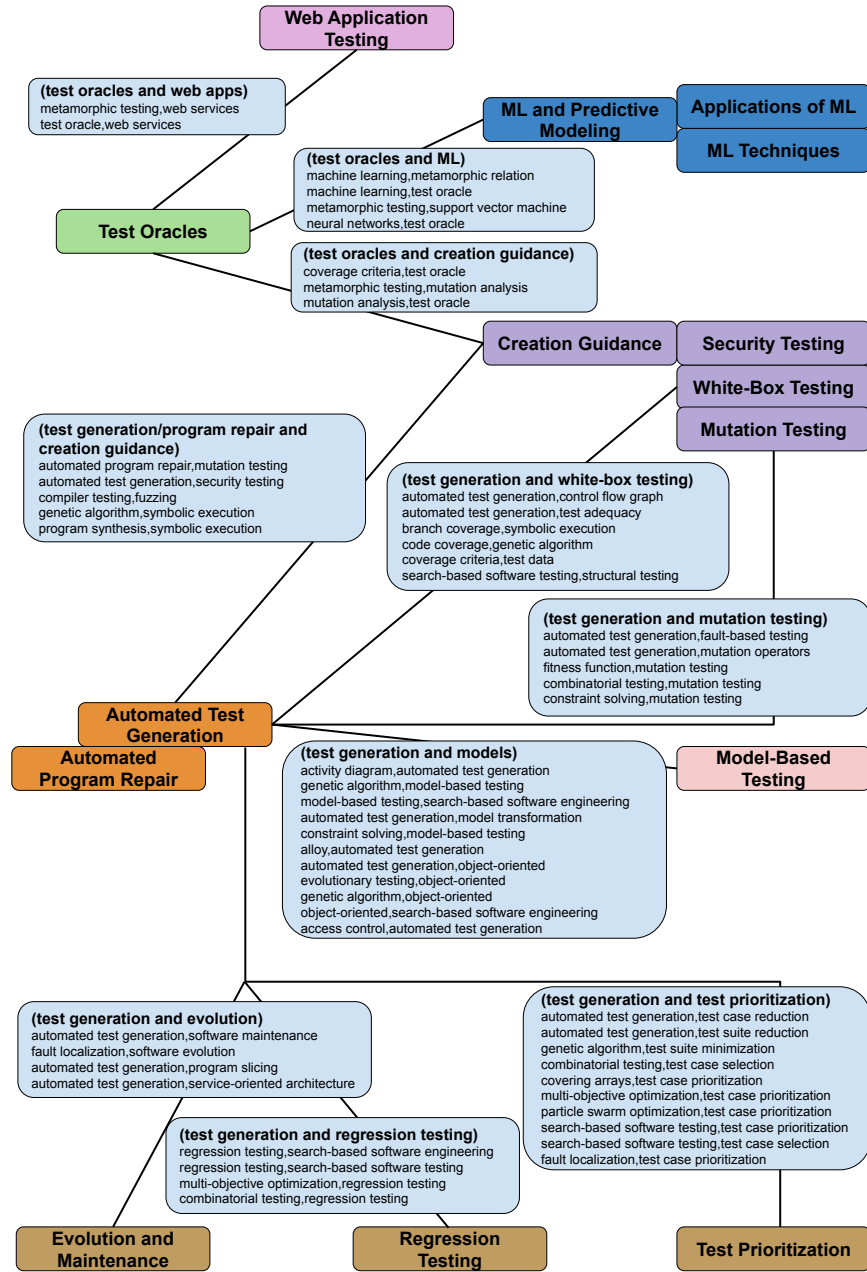 Web Application
Testing
(test oracles and web apps)
metamorphic testing,web services
test oracle,web services
ML and Predictive
Modeling
Applications of ML
ML Techniques
(test oracles and ML)
machine learning,metamorphic relation
machine learning,test oracle
metamorphic testing,support vector machine
neural networks,test oracle
Test Oracles
(test oracles and creation guidance)
coverage criteria,test oracle
metamorphic testing,mutation analysis
mutation analysis,test oracle
Creation Guidance
Security Testing
White-Box Testing
Mutation Testing
(test generation/program repair and
creation guidance)
automated program repair,mutation testing
automated test generation,security testing
compiler testing,fuzzing
genetic algorithm,symbolic execution
program synthesis,symbolic execution
(test generation and white-box testing)
automated test generation,control flow graph
automated test generation,test adequacy
branch coverage,symbolic execution
code coverage,genetic algorithm
coverage criteria,test data
search-based software testing,structural testing
(test generation and mutation testing)
automated test generation,fault-based testing
automated test generation,mutation operators
fitness function,mutation testing
combinatorial testing,mutation testing
constraint solving,mutation testing
Automated Test
Generation
Automated
Program Repair
(test generation and models)
activity diagram,automated test generation
genetic algorithm,model-based testing
model-based testing,search-based software engineering
automated test generation,model transformation
constraint solving,model-based testing
alloy,automated test generation
automated test generation,object-oriented
evolutionary testing,object-oriented
genetic algorithm,object-oriented
object-oriented,search-based software engineering
access control,automated test generation
Model-Based
Testing
(test generation and evolution)
automated test generation,software maintenance
fault localization,software evolution
automated test generation,program slicing
automated test generation,service-oriented architecture
(test generation and test prioritization)
automated test generation,test case reduction
automated test generation,test suite reduction
genetic algorithm,test suite minimization
combinatorial testing,test case selection
covering arrays,test case prioritization
multi-objective optimization,test case prioritization
particle swarm optimization,test case prioritization
search-based software testing,test case prioritization
search-based software testing,test case selection
fault localization,test case prioritization
(test generation and regression testing)
regression testing,search-based software engineering
regression testing,search-based software testing
multi-objective optimization,regression testing
combinatorial testing,regression testing
Evolution and
Maintenance
Regression
Testing
Test Prioritization